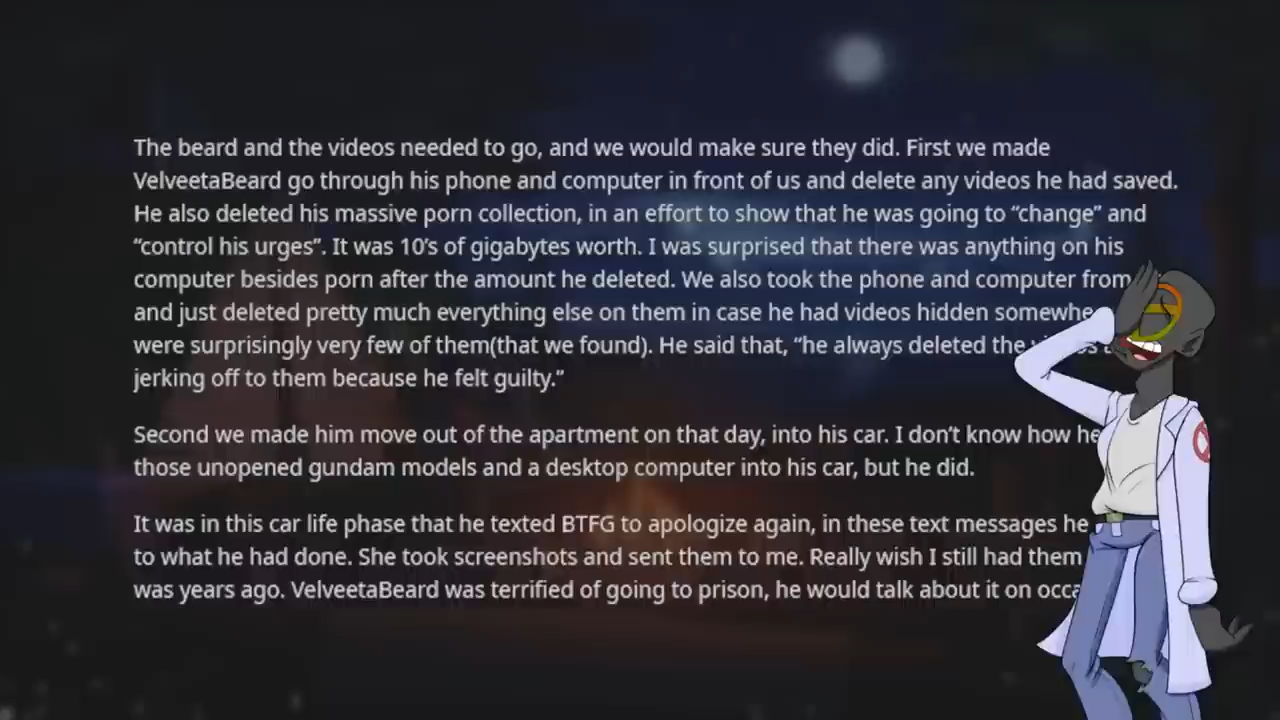 The beard and the videos needed to go, and we would make sure they did. First we made
VelveetaBeard go through his phone and computer in front of us and delete any videos he had saved.
He also deleted his massive porn collection, in an effort to show that he was going to “change” and
“control his urges”. It was 10’s of gigabytes worth. I was surprised that there was anything on his
computer besides porn after the amount he deleted. We also took the phone and computer from
and just deleted pretty much everything else on them in case he had videos hidden
were surprisingly very few of them(that we found). He said that, “he always deleted the
jerking off to them because he felt guilty.”
Second we made him move out of the apartment on that day, into his car. I don’t know how he
those unopened gundam models and a desktop computer into his car, but he did.
It was in this car life phase that he texted BTFG to apologize again, in these text messages he
to what he had done. She took screenshots and sent them to me. Really wish I still had them
was years ago. VelveetaBeard was terrified of going to prison, he would talk about it on